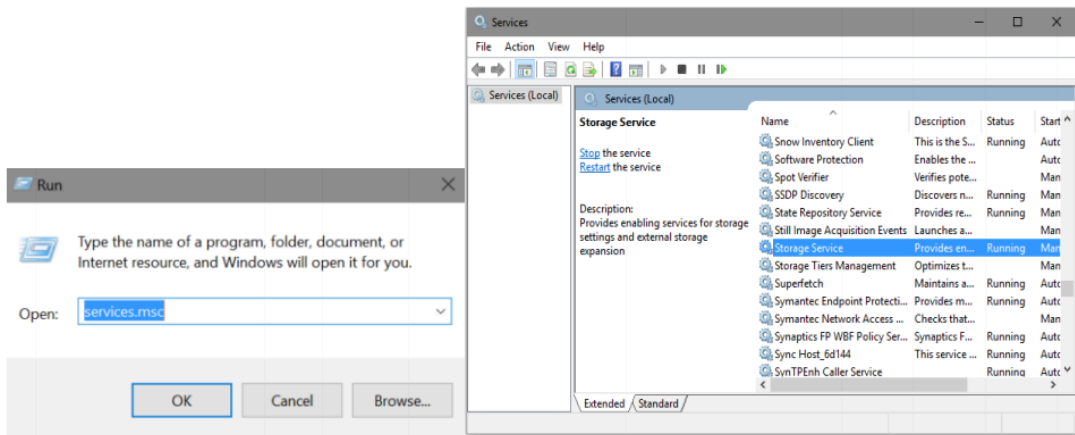 Run
Type the name of a program, folder, document, or
Internet resource, and Windows will open it for you.
Open: services.msc
OK Cancel Browse...
Services
File Action View Help
Services (Local)
Services (Local)
Storage Service
Stop the service
Restart the service
Description:
Provides enabling services for storage
settings and external storage
expansion
Name Description Status Start
Snow Inventory Client This is the S... Running Autc
Software Protection Enables the ... Autc
Spot Verifier Verifies pote... Man
SSDP Discovery Discovers n... Running Man
State Repository Service Provides re... Running Man
Still Image Acquisition Events Launches a... Man
Storage Service Provides en... Running Man
Storage Tiers Management Optimizes t... Man
Superfetch Maintains a... Running Autc
Symantec Endpoint Protecti... Provides m... Running Autc
Symantec Network Access ... Checks that... Man
Synaptics FP WBF Policy Ser... Synaptics F... Running Autc
Sync Host_6d144 This service ... Running Autc
SynTPEnh Caller Service Running Autc
Extended Standard